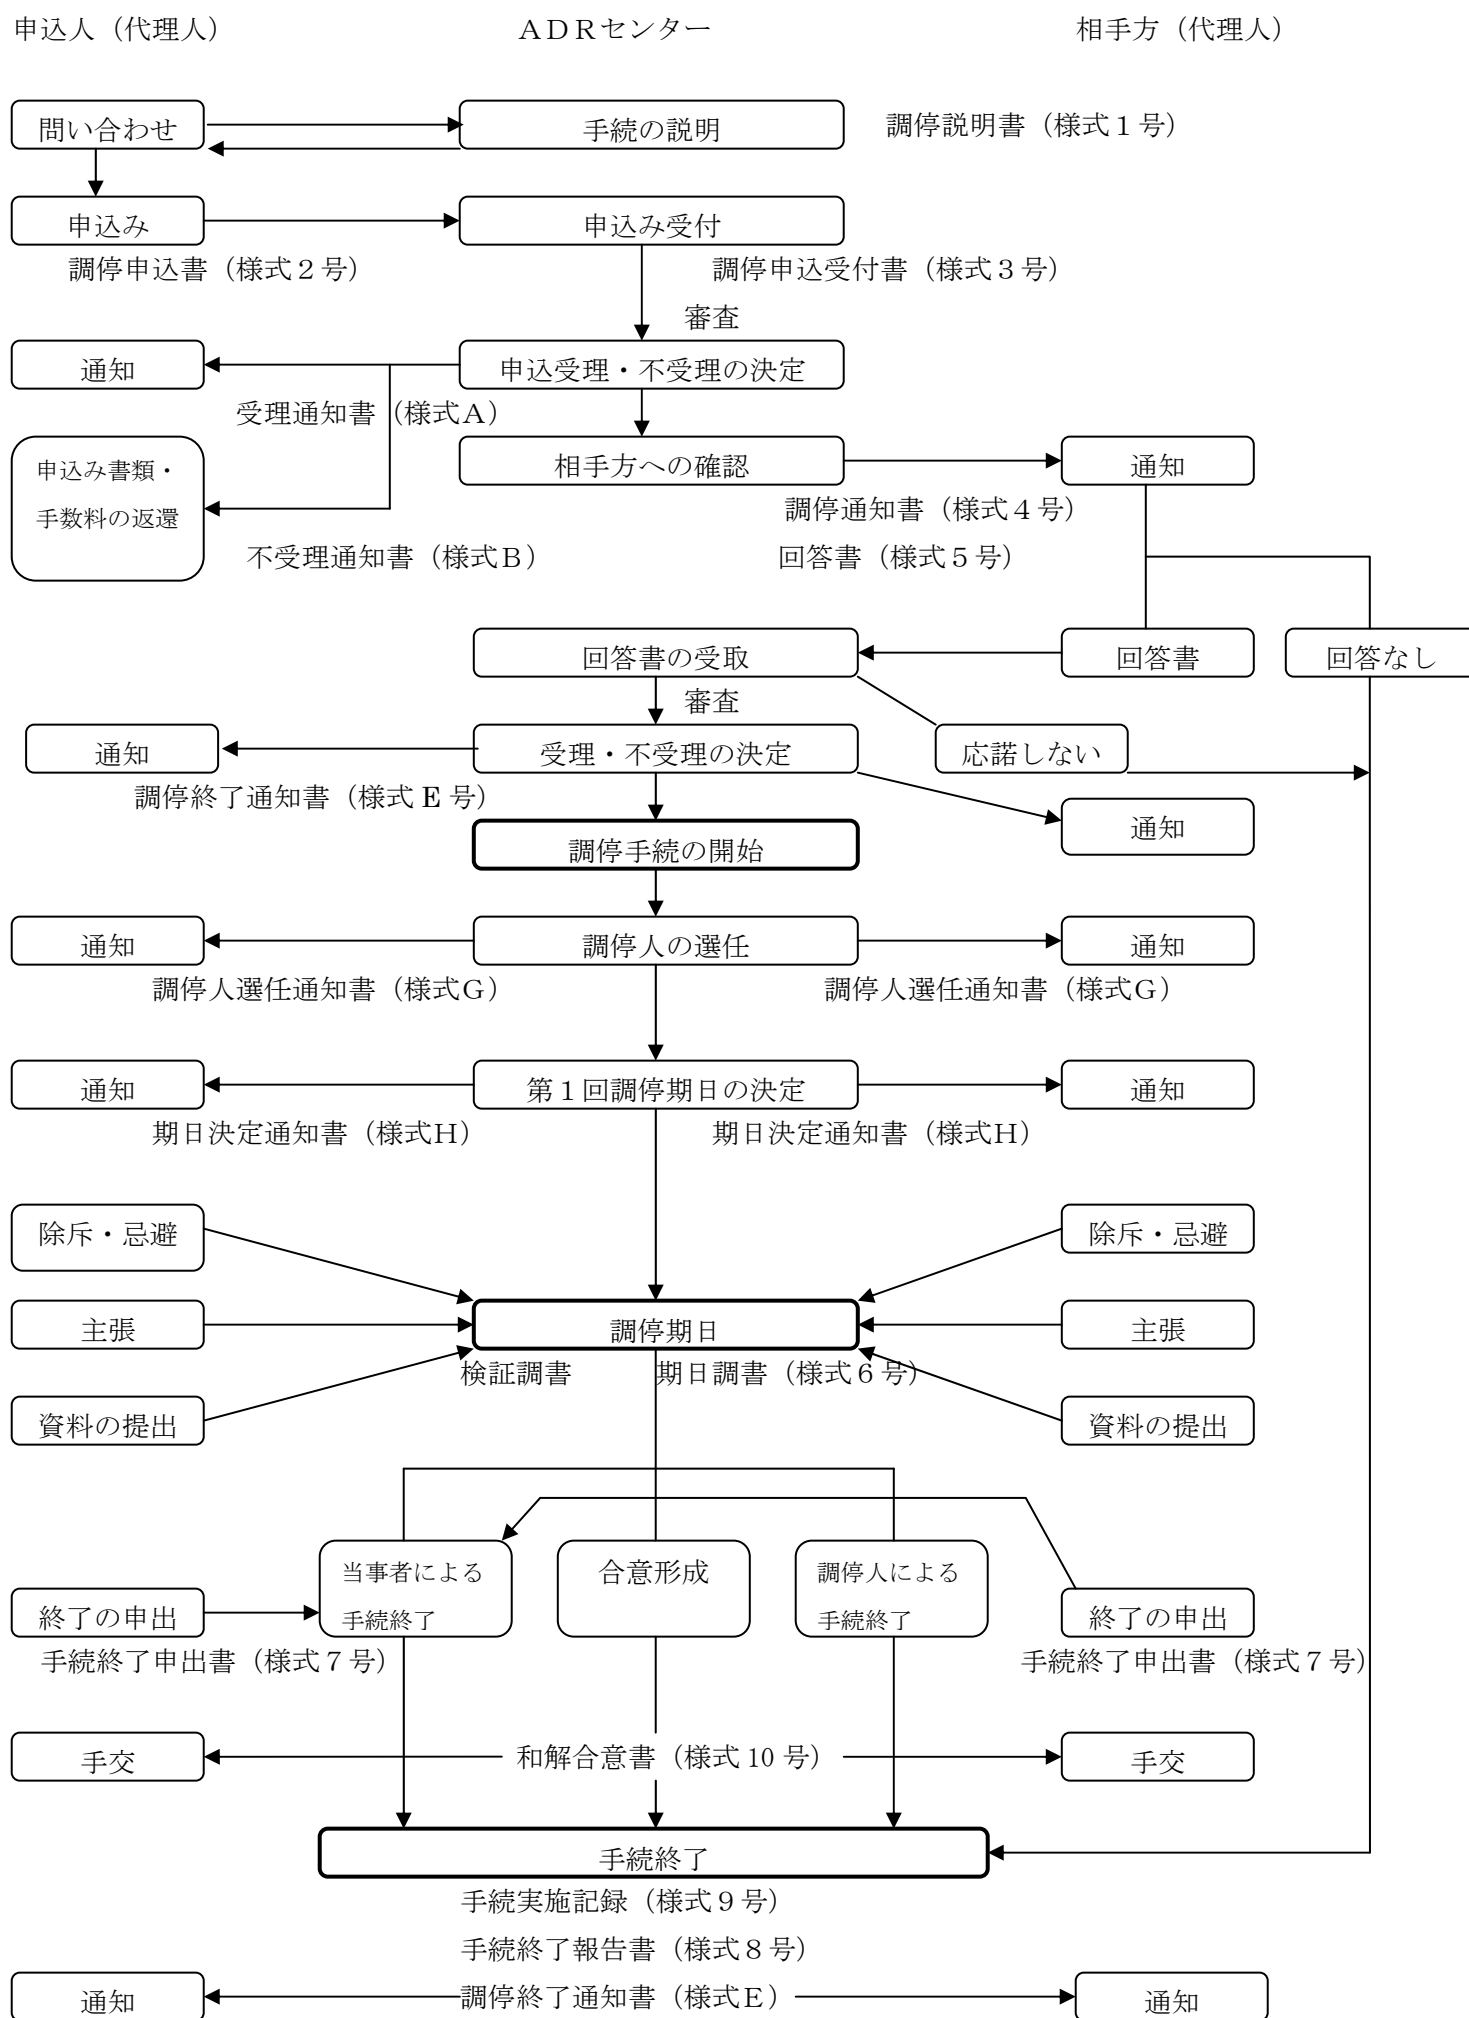 申込人（代理人）
ＡＤＲセンター
相手方（代理人）
問い合わせ
手続の説明
調停説明書（様式１号）
申込み
申込み受付
調停申込書（様式２号）
調停申込受付書（様式３号）
審査
通知
申込受理・不受理の決定
受理通知書（様式A）
申込み書類・
手数料の返還
相手方への確認
通知
調停通知書（様式４号）
不受理通知書（様式B）
回答書（様式５号）
回答書の受取
回答書
回答なし
審査
通知
受理・不受理の決定
応諾しない
調停終了通知書（様式 E 号）
通知
調停手続の開始
通知
調停人の選任
通知
調停人選任通知書（様式G）
調停人選任通知書（様式G）
通知
第１回調停期日の決定
通知
期日決定通知書（様式H）
期日決定通知書（様式H）
除斥・忌避
除斥・忌避
主張
調停期日
主張
検証調書
期日調書（様式６号）
資料の提出
資料の提出
当事者による
手続終了
合意形成
調停人による
手続終了
終了の申出
終了の申出
手続終了申出書（様式７号）
手続終了申出書（様式７号）
手交
和解合意書（様式 10 号）
手交
手続終了
手続実施記録（様式９号）
手続終了報告書（様式８号）
通知
調停終了通知書（様式E）
通知